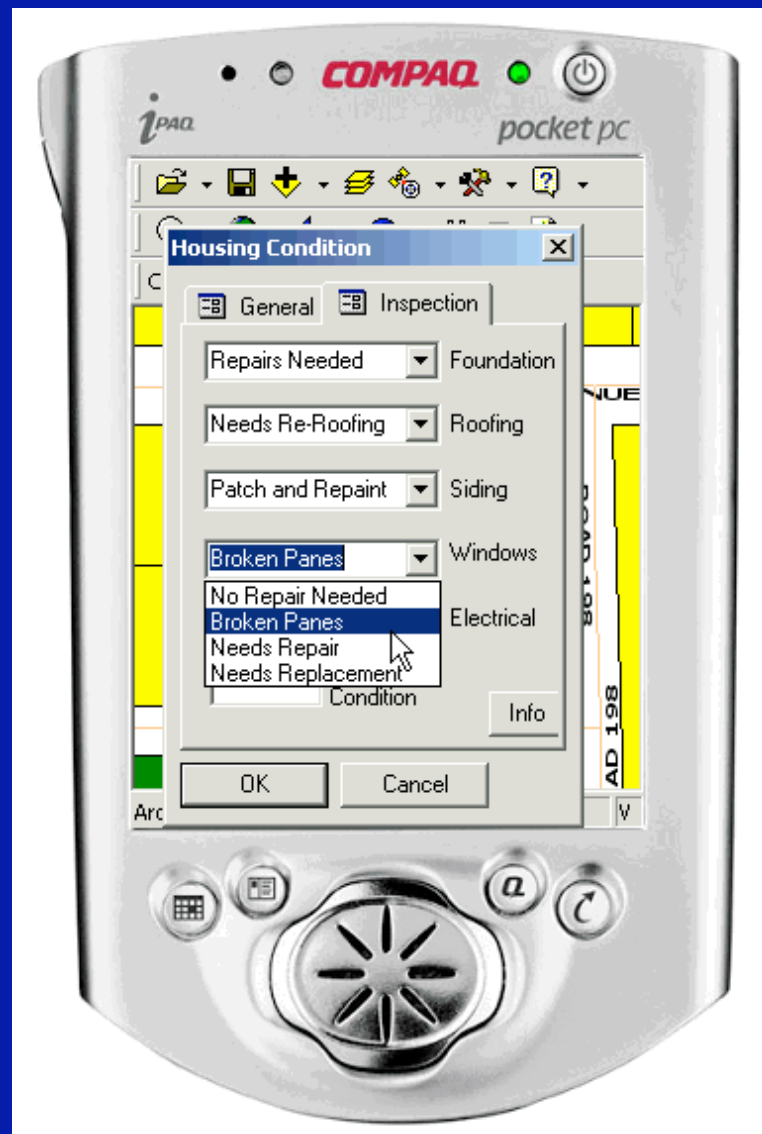 COMPAQ
iPAQ
pocket pc
Housing Condition
General
Inspection
Repairs Needed
Foundation
Needs Re-Roofing
Roofing
Patch and Repaint
Siding
Broken Panes
Windows
No Repair Needed
Broken Panes
Electrical
Needs Repair
Needs Replacement
Condition
Info
OK
Cancel
NUE
ROAD 198
AD 198
Arc
V